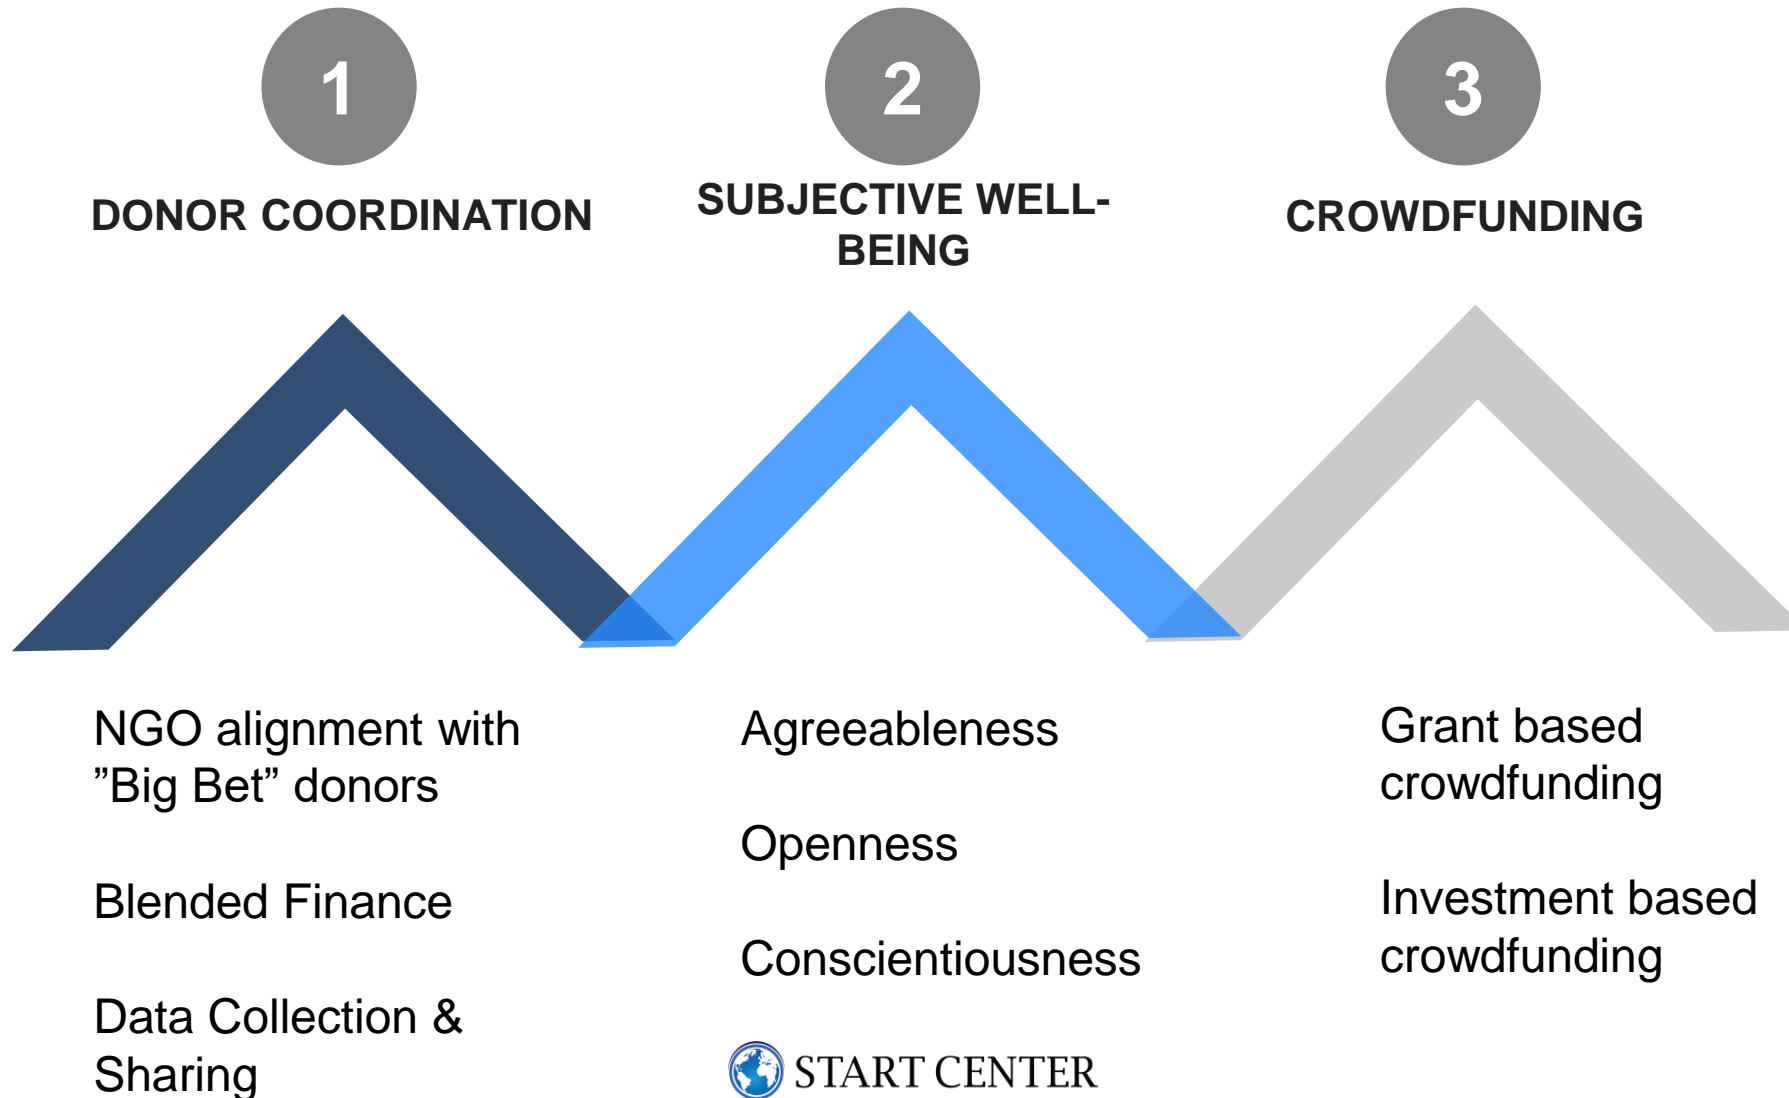 1
DONOR COORDINATION
NGO alignment with
”Big Bet” donors
Blended Finance
Data Collection &
Sharing
2
SUBJECTIVE WELL-
BEING
Agreeableness
Openness
Conscientiousness
3
CROWDFUNDING
Grant based
crowdfunding
Investment based
crowdfunding
START CENTER